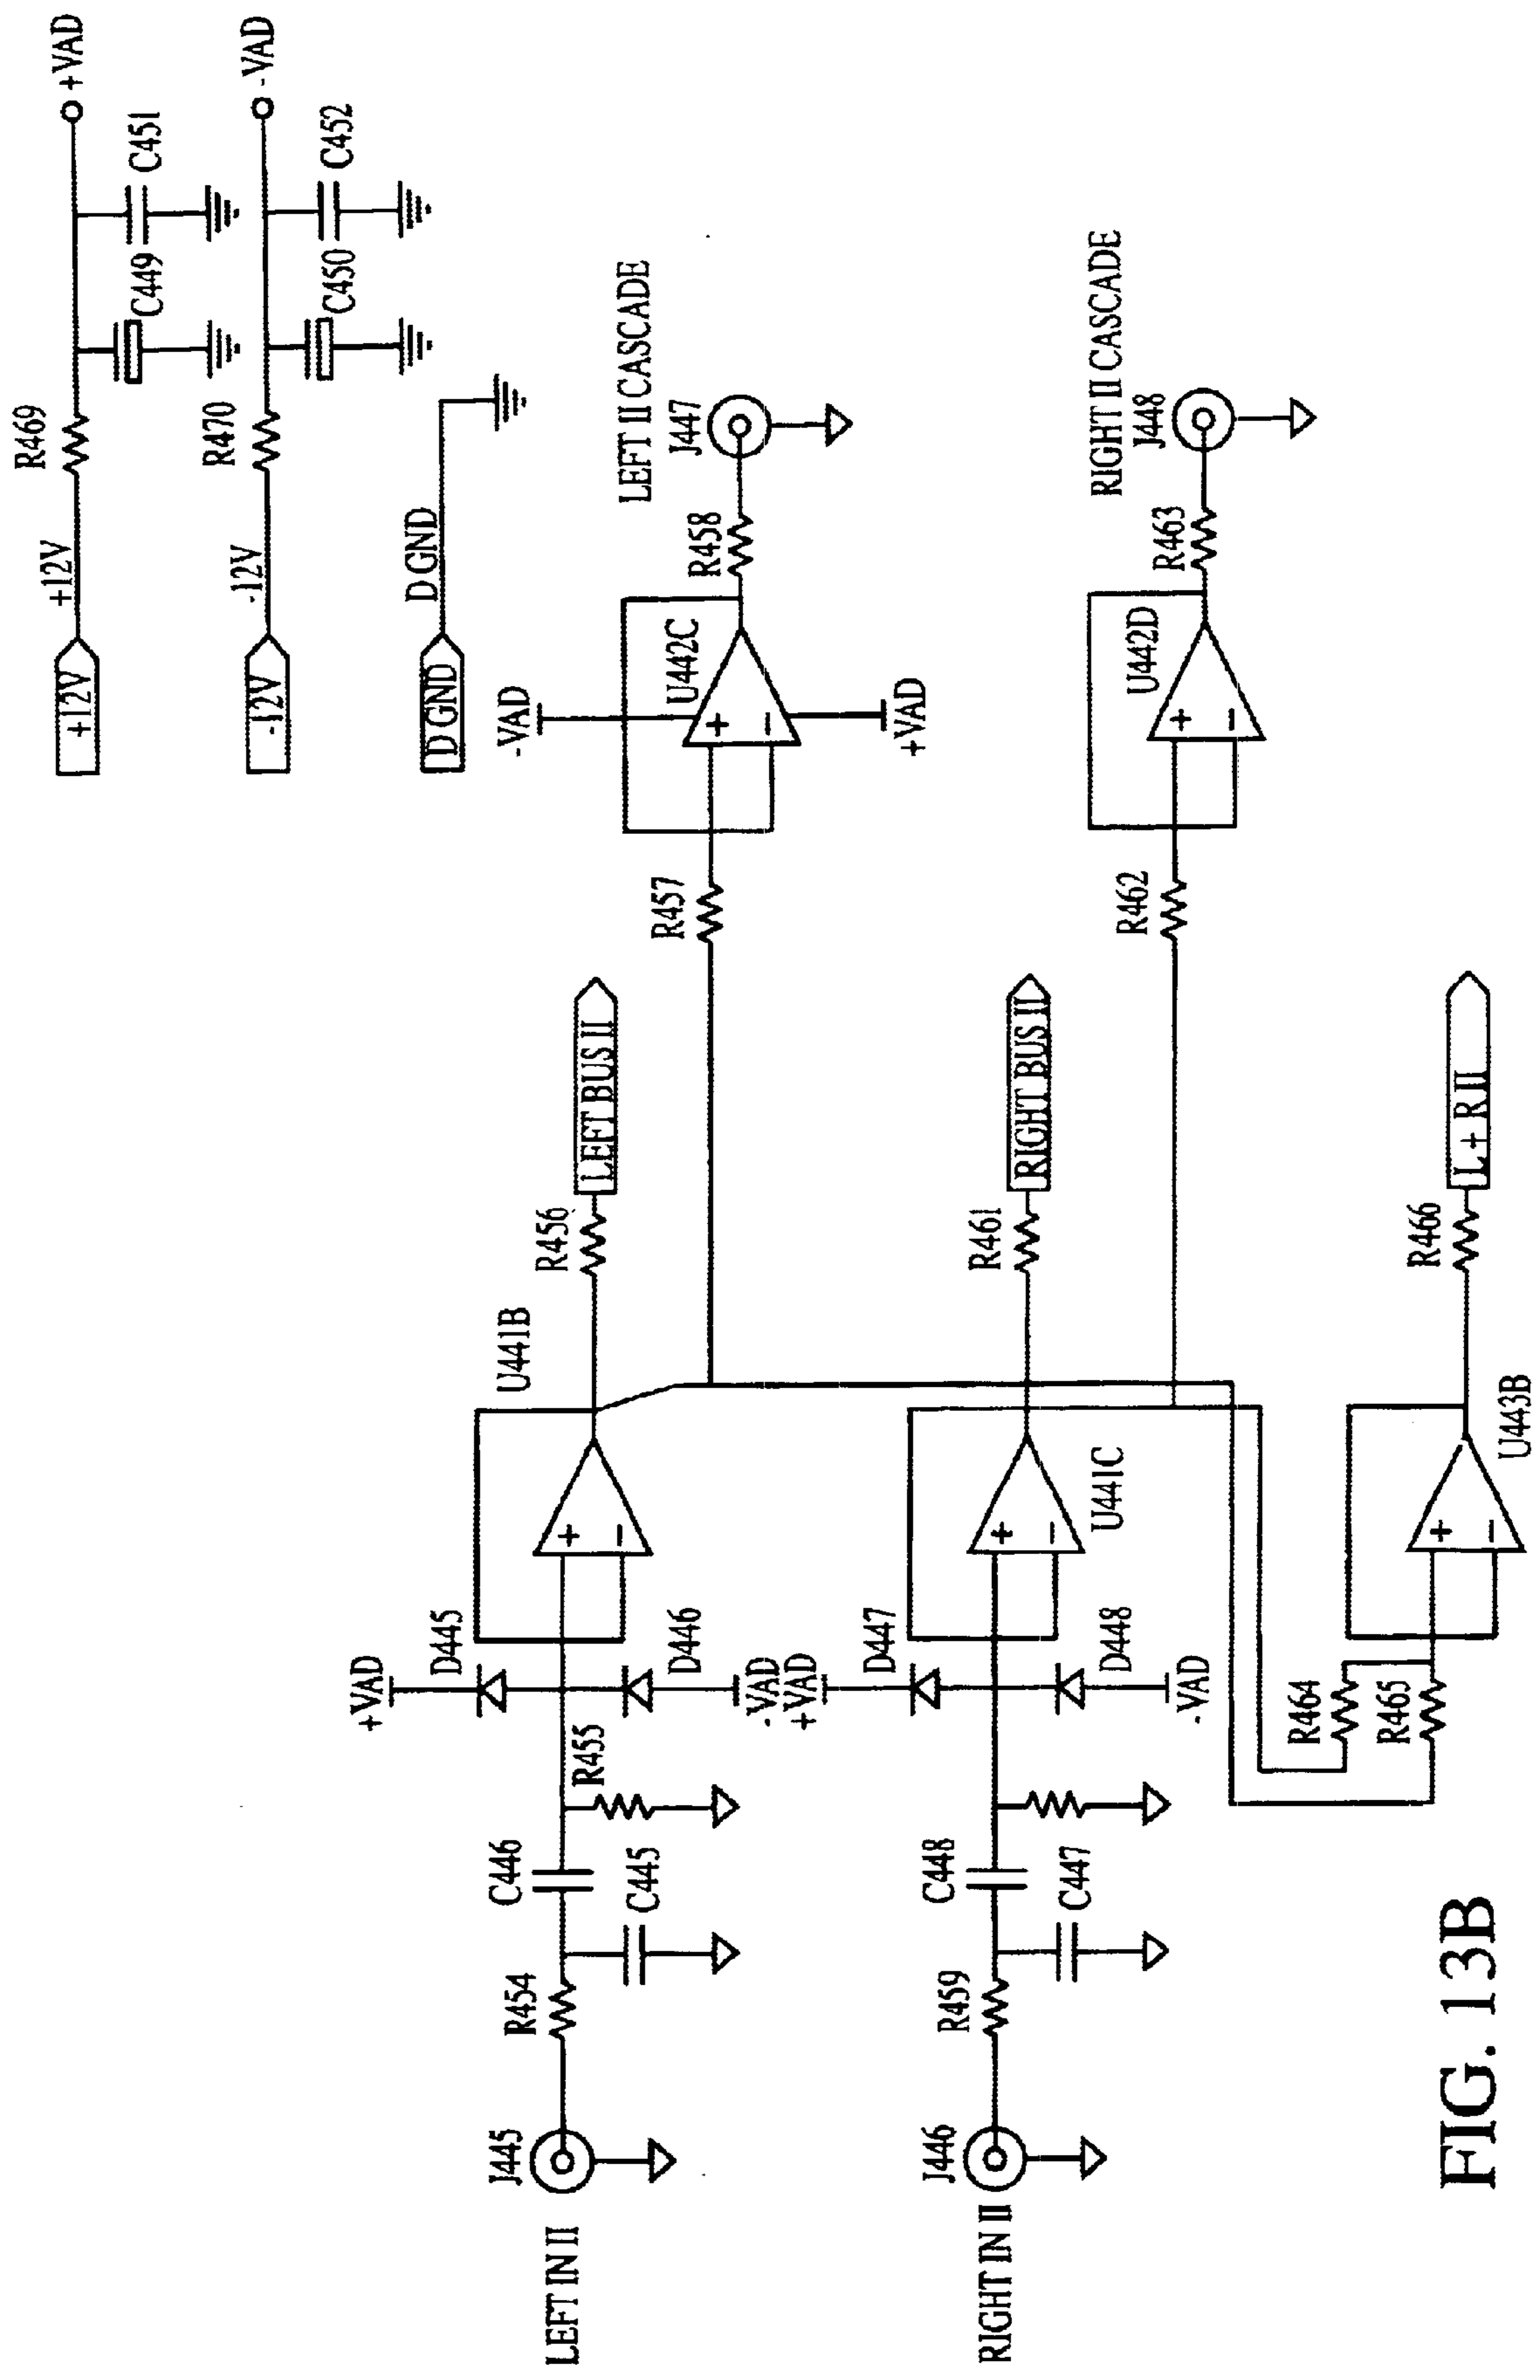 +12V
+12V
R469
C449
C451
+VAD
-12V
-12V
R470
C450
C452
-VAD
D GND
D GND
LEFT IN II
J445
R454
C446
C445
R455
+VAD
D445
D446
-VAD
U441B
R456
LEFT BUS II
R457
-VAD
U442C
+
−
+VAD
R458
J447
LEFT II CASCADE
+
−
RIGHT IN II
J446
R459
C448
C447
+VAD
D447
D448
-VAD
+
−
U441C
R461
RIGHT BUS II
R462
U442D
+
−
R463
J448
RIGHT II CASCADE
R464
R465
+
−
U443B
R466
L + R II
FIG. 13B